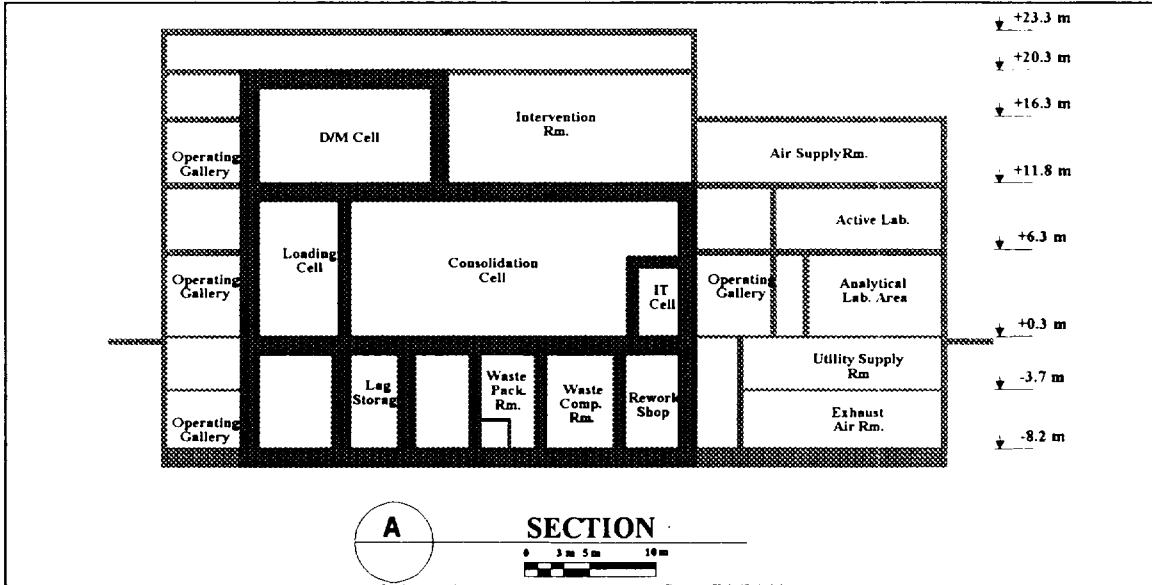 +23.3 m
+20.3 m
+16.3 m
Intervention
Rm.
D/M Cell
Air Supply Rm.
Operating
Gallery
+11.8 m
Active Lab.
+6.3 m
Loading
Cell
Consolidation
Cell
Operating
Gallery
IT
Cell
Operating
Gallery
Analytical
Lab. Area
+0.3 m
Utility Supply
Rm
Lag
Storag
Waste
Pack.
Rm.
Waste
Comp.
Rm.
Rework
Shop
-3.7 m
Operating
Gallery
Exhaust
Air Rm.
-8.2 m
A
SECTION
0 3 m 5 m 10 m